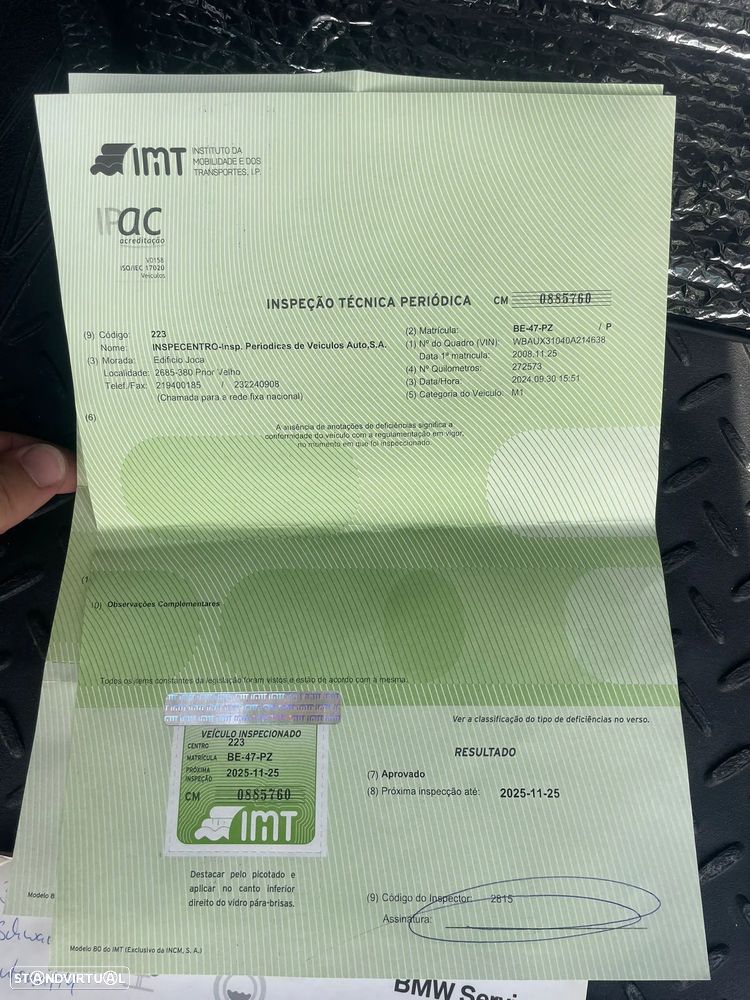 IMT INSTITUTO DA
MOBILIDADE E DOS
TRANSPORTES, I.P.
IPac
acreditação
V0158
ISO/IEC 17020
Veículos
INSPEÇÃO TÉCNICA PERIÓDICA CM 0885760
(9) Código: 223
Nome: INSPECENTRO-Insp. Periodicas de Veiculos Auto,S.A.
(3) Morada: Edificio Joca
Localidade: 2685-380 Prior Velho
Telef./Fax: 219400185 / 232240908
(Chamada para a rede fixa nacional)
(2) Matrícula: BE-47-PZ / P
(1) Nº do Quadro (VIN): WBAUX31040A214638
Data 1ª matricula: 2008.11.25
(4) Nº Quilometros: 272573
(3) Data/Hora: 2024.09.30 15:51
(5) Categoria do Veículo: M1
(6)
A ausência de anotações de deficiências significa a
conformidade do veículo com a regulamentação em vigor,
no momento em que foi inspeccionado.
(1
10) Observações Complementares
Todos os items constantes da legislação foram vistos e estão de acordo com a mesma.
Ver a classificação do tipo de deficiências no verso.
VEÍCULO INSPECIONADO
CENTRO 223
MATRÍCULA BE-47-PZ
PRÓXIMA
INSPEÇÃO 2025-11-25
CM 0885760
IMT
Destacar pelo picotado e
aplicar no canto inferior
direito do vidro pára-brisas.
RESULTADO
(7) Aprovado
(8) Próxima inspecção até: 2025-11-25
(9) Código do Inspector: 2815
Assinatura:
Modelo 8
Modelo 80 do IMT (Exclusivo da INCM, S. A.)
BMW Servi
STANDVIRTUAL